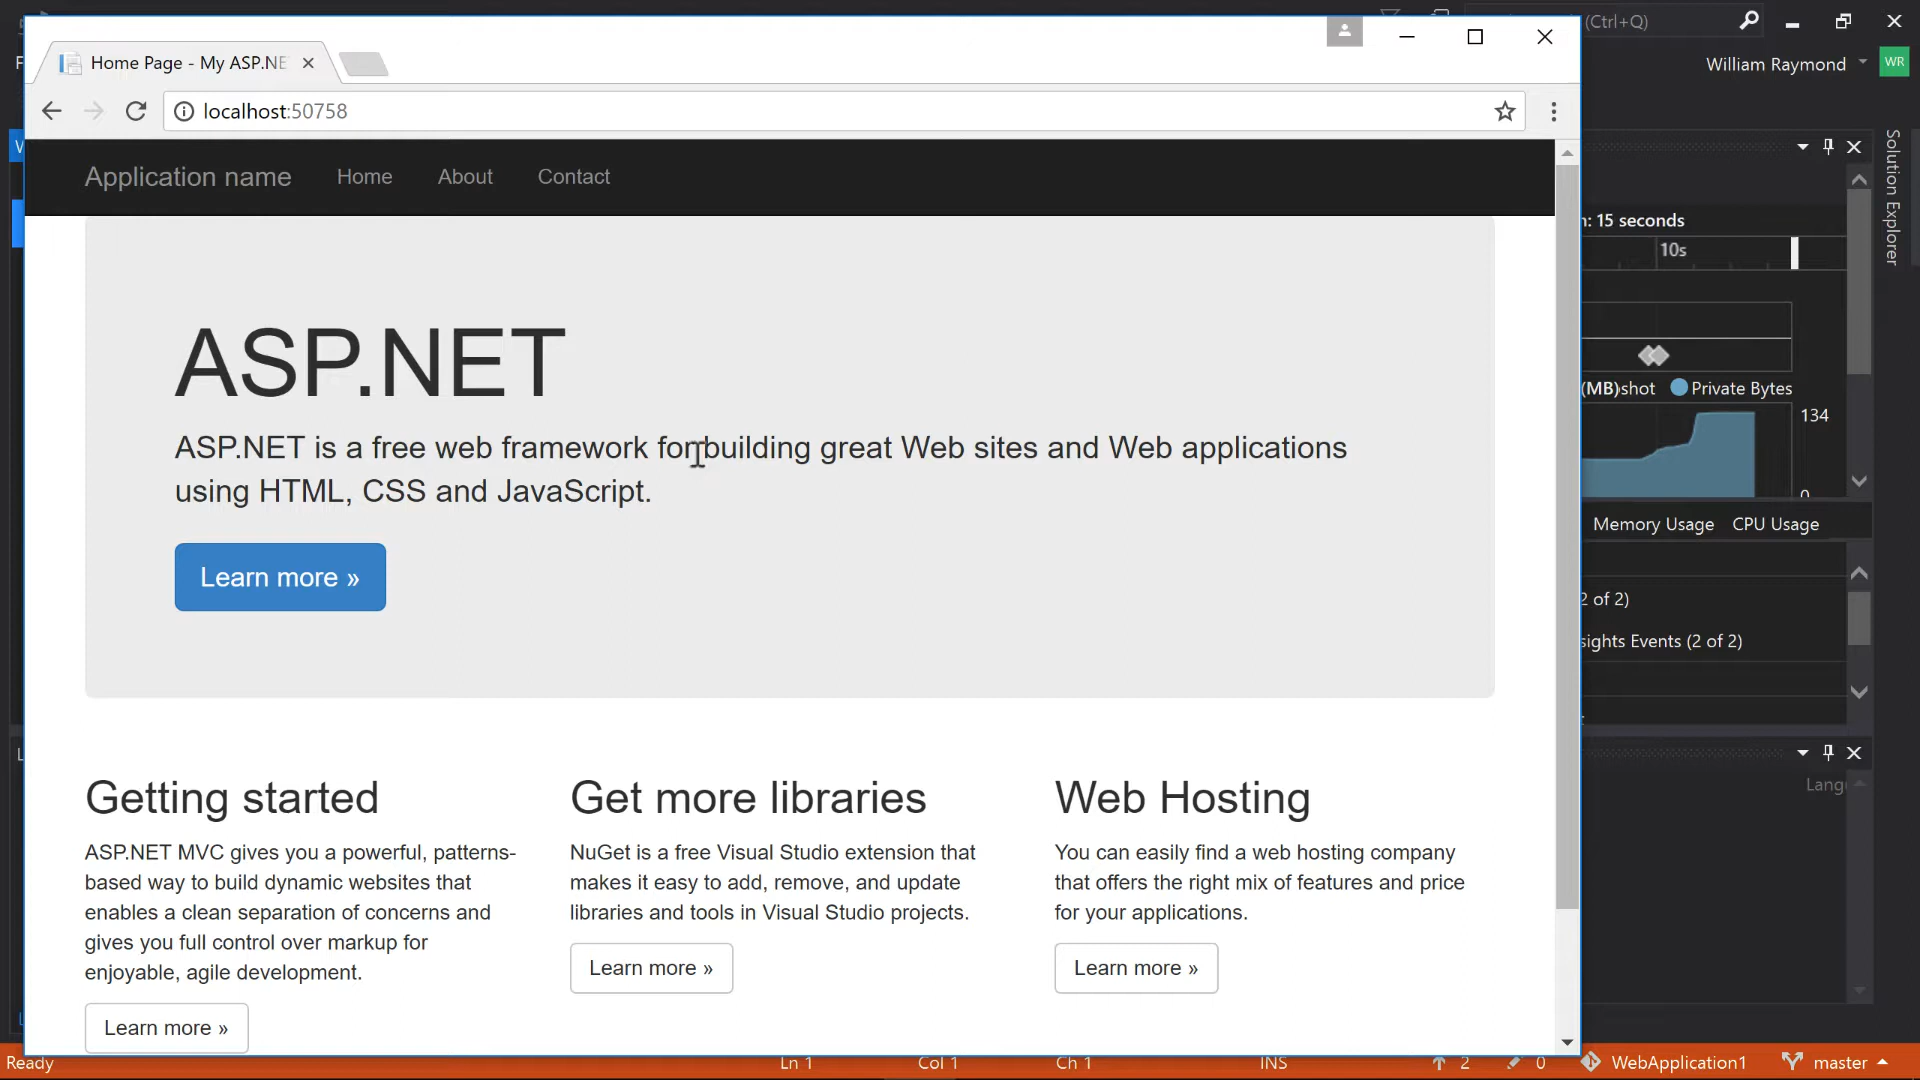 (Ctrl+Q)
William Raymond
WR
Home Page - My ASP.NE
localhost:50758
Application name Home About Contact
ASP.NET
ASP.NET is a free web framework for building great Web sites and Web applications
using HTML, CSS and JavaScript.
Learn more »
Getting started
ASP.NET MVC gives you a powerful, patterns-
based way to build dynamic websites that
enables a clean separation of concerns and
gives you full control over markup for
enjoyable, agile development.
Learn more »
Get more libraries
NuGet is a free Visual Studio extension that
makes it easy to add, remove, and update
libraries and tools in Visual Studio projects.
Learn more »
Web Hosting
You can easily find a web hosting company
that offers the right mix of features and price
for your applications.
Learn more »
Solution Explorer
n: 15 seconds
10s
(MB) shot Private Bytes
134
0
Memory Usage CPU Usage
2 of 2)
sights Events (2 of 2)
Langu
Ready Ln 1 Col 1 Ch 1 INS 2 0 WebApplication1 master